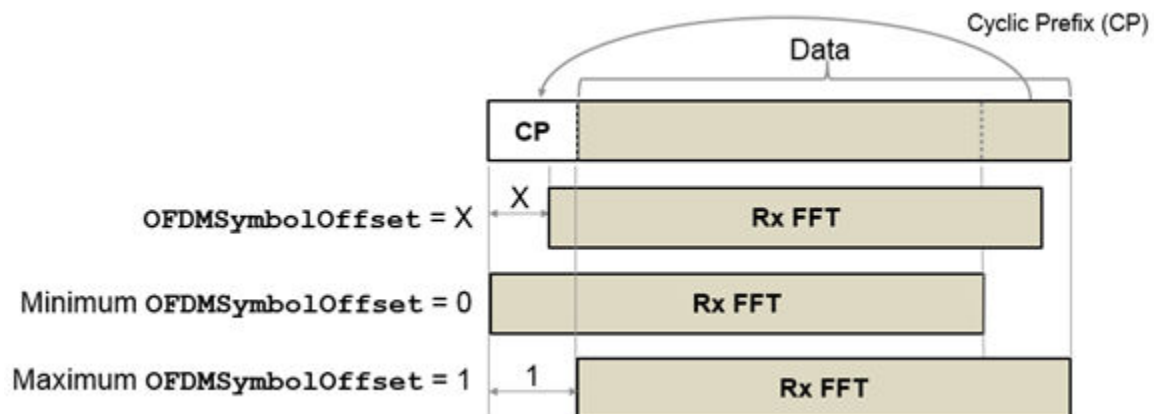 Cyclic Prefix (CP)
Data
CP
X
OFDMSymbolOffset = X
Rx FFT
Minimum OFDMSymbolOffset = 0
Rx FFT
Maximum OFDMSymbolOffset = 1
1
Rx FFT